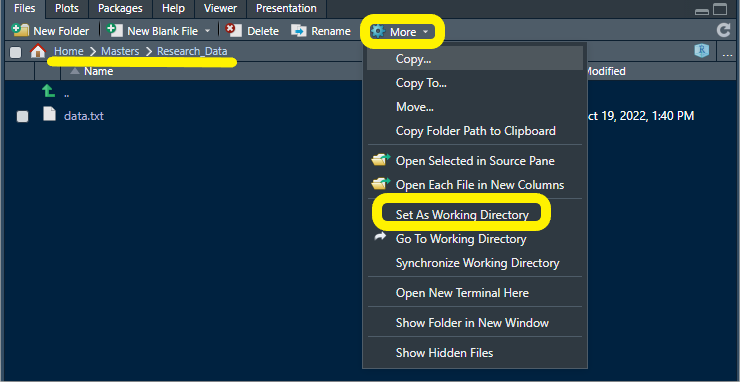 Files Plots Packages Help Viewer Presentation
New Folder New Blank File Delete Rename More
Home Masters Research_Data R ...
Name Modified
..
data.txt ct 19, 2022, 1:40 PM
Copy...
Copy To...
Move...
Copy Folder Path to Clipboard
Open Selected in Source Pane
Open Each File in New Columns
Set As Working Directory
Go To Working Directory
Synchronize Working Directory
Open New Terminal Here
Show Folder in New Window
Show Hidden Files